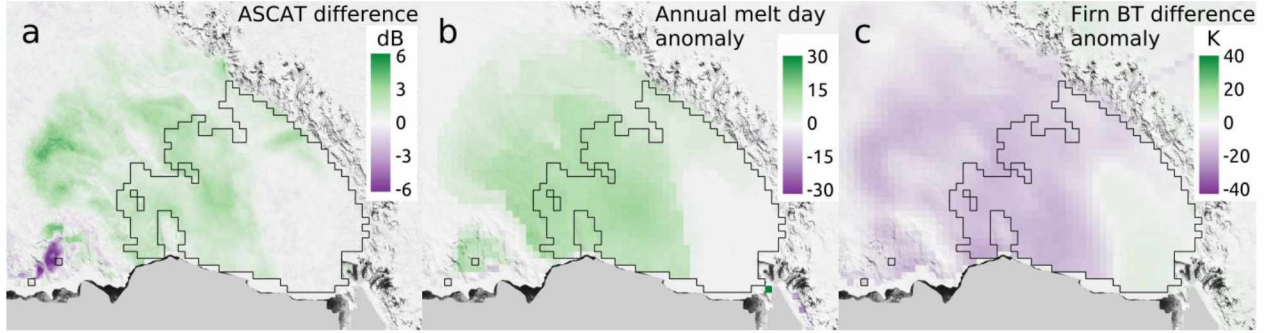 a
ASCAT difference
dB
6
3
0
-3
-6
b
Annual melt day
anomaly
30
15
0
-15
-30
c
Firn BT difference
anomaly
K
40
20
0
-20
-40